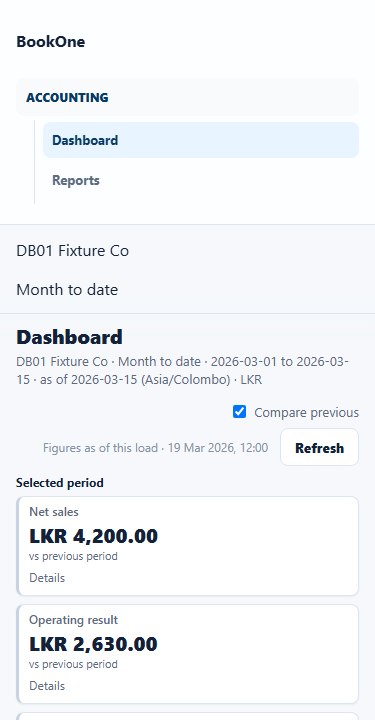 BookOne
ACCOUNTING
Dashboard
Reports
DB01 Fixture Co
Month to date
Dashboard
DB01 Fixture Co · Month to date · 2026-03-01 to 2026-03-
15 · as of 2026-03-15 (Asia/Colombo) · LKR
Compare previous
Figures as of this load · 19 Mar 2026, 12:00
Refresh
Selected period
Net sales
LKR 4,200.00
vs previous period
Details
Operating result
LKR 2,630.00
vs previous period
Details